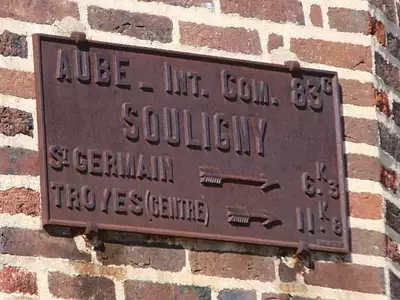 AUBE - INT. COM. 83G
SOULIGNY
ST GERMAIN 6.K3
TROYES (CENTRE) 11.K8